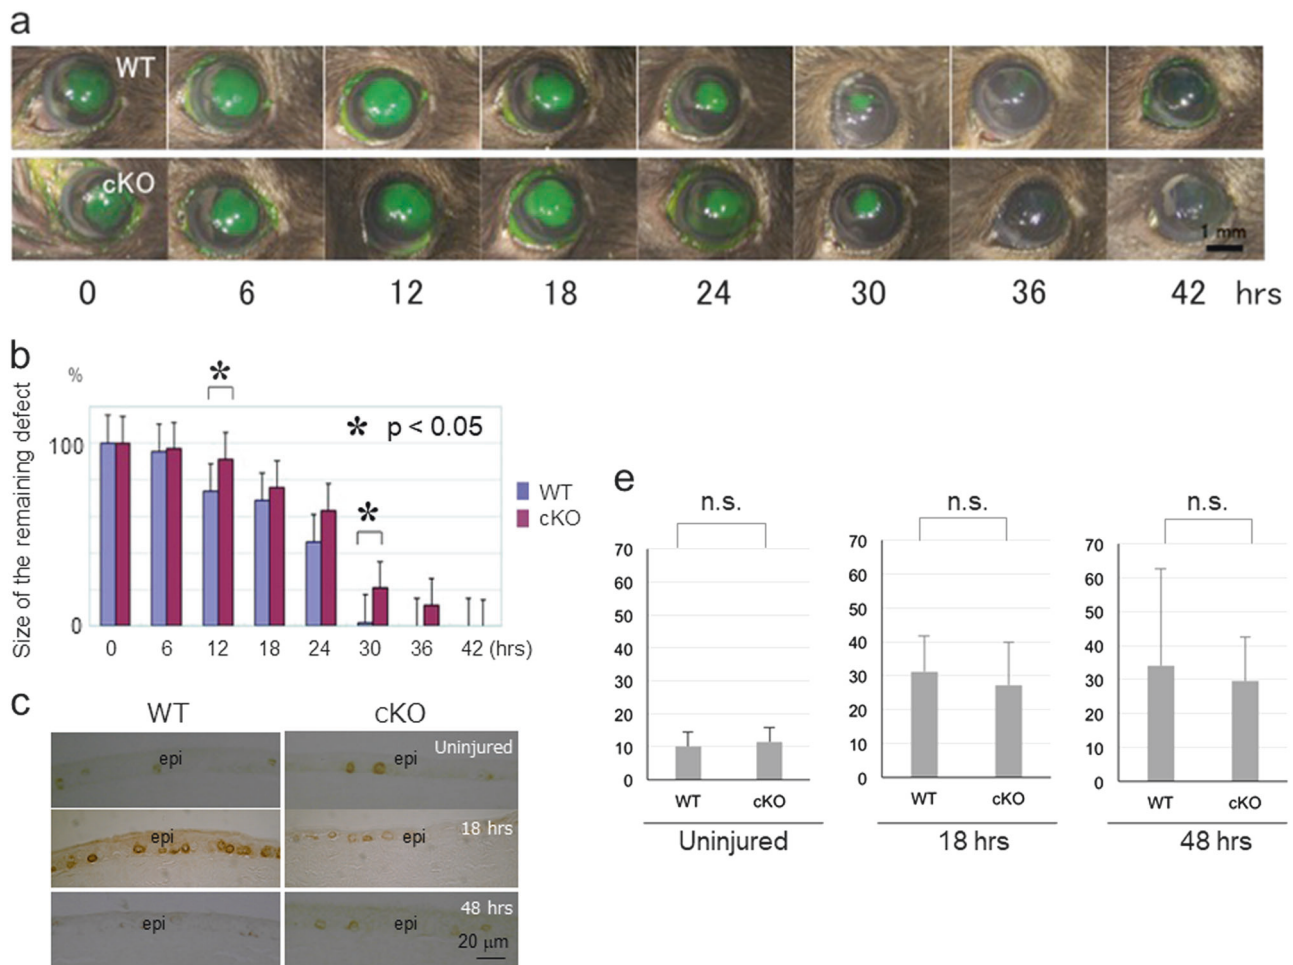 a
WT
cKO
1 mm
0 6 12 18 24 30 36 42 hrs
b
%
Size of the remaining defect
*
* p < 0.05
*
100
0
WT
cKO
0 6 12 18 24 30 36 42 (hrs)
c
WT cKO
epi epi Uninjured
epi epi 18 hrs
epi epi 48 hrs
20 µm
e
n.s.
70
60
50
40
30
20
10
0
WT cKO
Uninjured
n.s.
70
60
50
40
30
20
10
0
WT cKO
18 hrs
n.s.
70
60
50
40
30
20
10
0
WT cKO
48 hrs